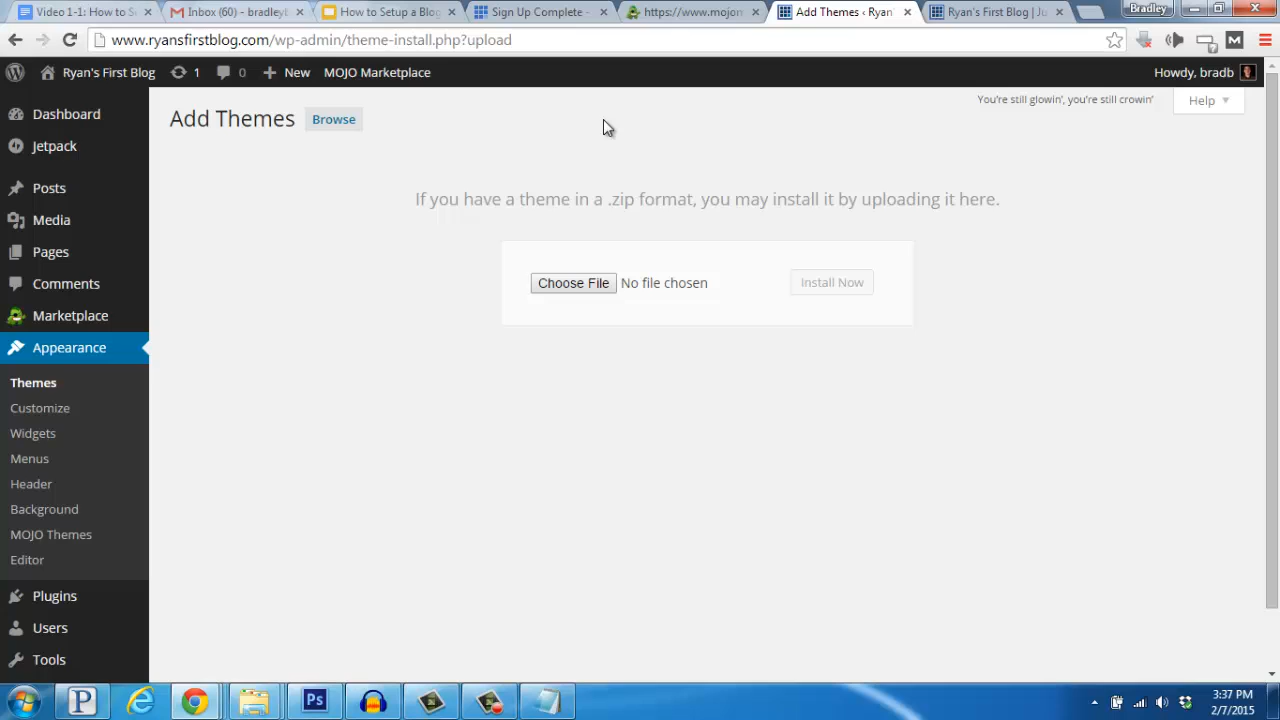 Video 1-1: How to S
Inbox (60) - bradleyb
How to Setup a Blog
Sign Up Complete -
https://www.mojom
Add Themes ‹ Ryan'
Ryan's First Blog | Ju
Bradley
www.ryansfirstblog.com/wp-admin/theme-install.php?upload
Ryan's First Blog
1
0
New
MOJO Marketplace
Howdy, bradb
You're still glowin', you're still crowin'
Help
Add Themes
Browse
If you have a theme in a .zip format, you may install it by uploading it here.
Choose File
No file chosen
Install Now
Dashboard
Jetpack
Posts
Media
Pages
Comments
Marketplace
Appearance
Themes
Customize
Widgets
Menus
Header
Background
MOJO Themes
Editor
Plugins
Users
Tools
Ps
3:37 PM
2/7/2015